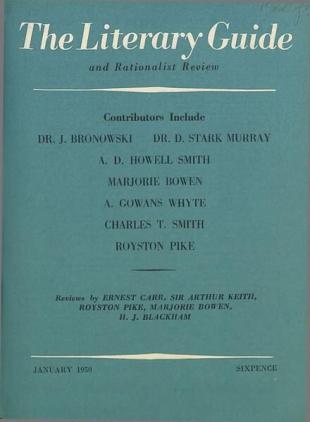 The Literary Guide
and Rationalist Review
Contributors Include
DR. J. BRONOWSKI DR. D. STARK MURRAY
A. D. HOWELL SMITH
MARJORIE BOWEN
A. GOWANS WHYTE
CHARLES T. SMITH
ROYSTON PIKE
Reviews by ERNEST CARR, SIR ARTHUR KEITH,
ROYSTON PIKE, MARJORIE BOWEN,
H. J. BLACKHAM
JANUARY 1950 SIXPENCE